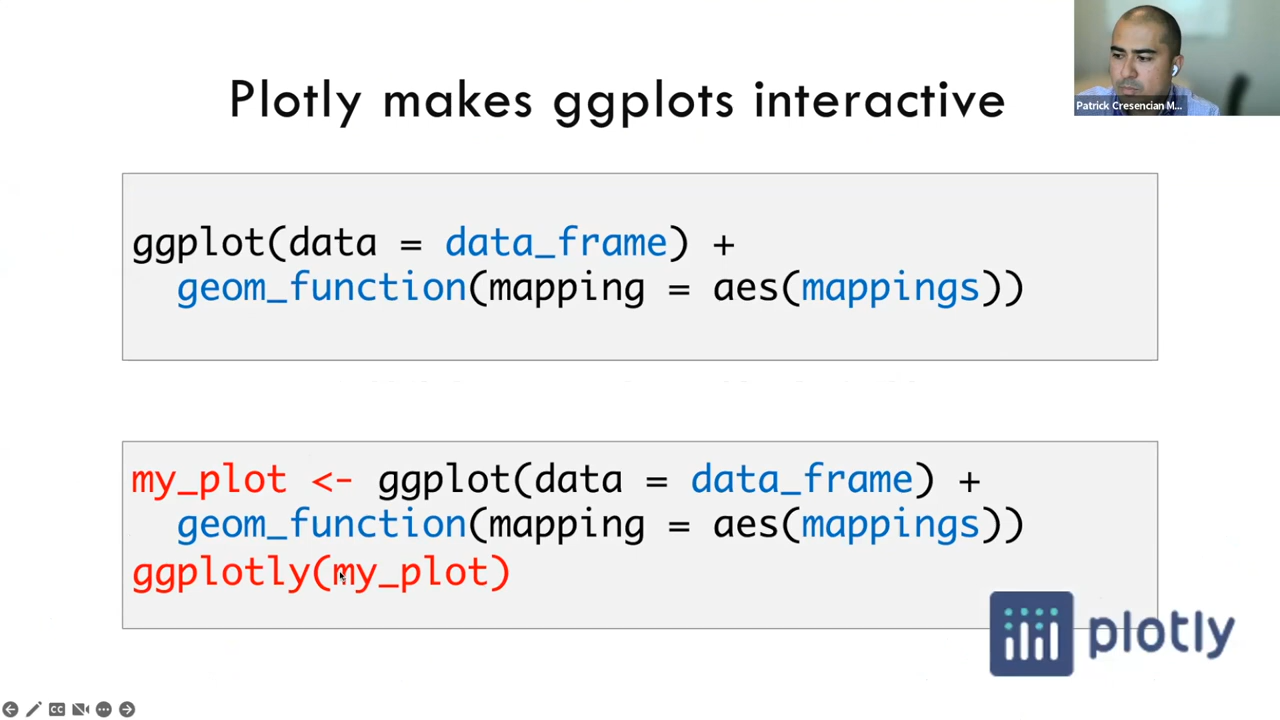 Plotly makes ggplots interactive
Patrick Cresencian M...
ggplot(data = data_frame) +
geom_function(mapping = aes(mappings))
my_plot <- ggplot(data = data_frame) +
geom_function(mapping = aes(mappings))
ggplotly(my_plot)
plotly
CC